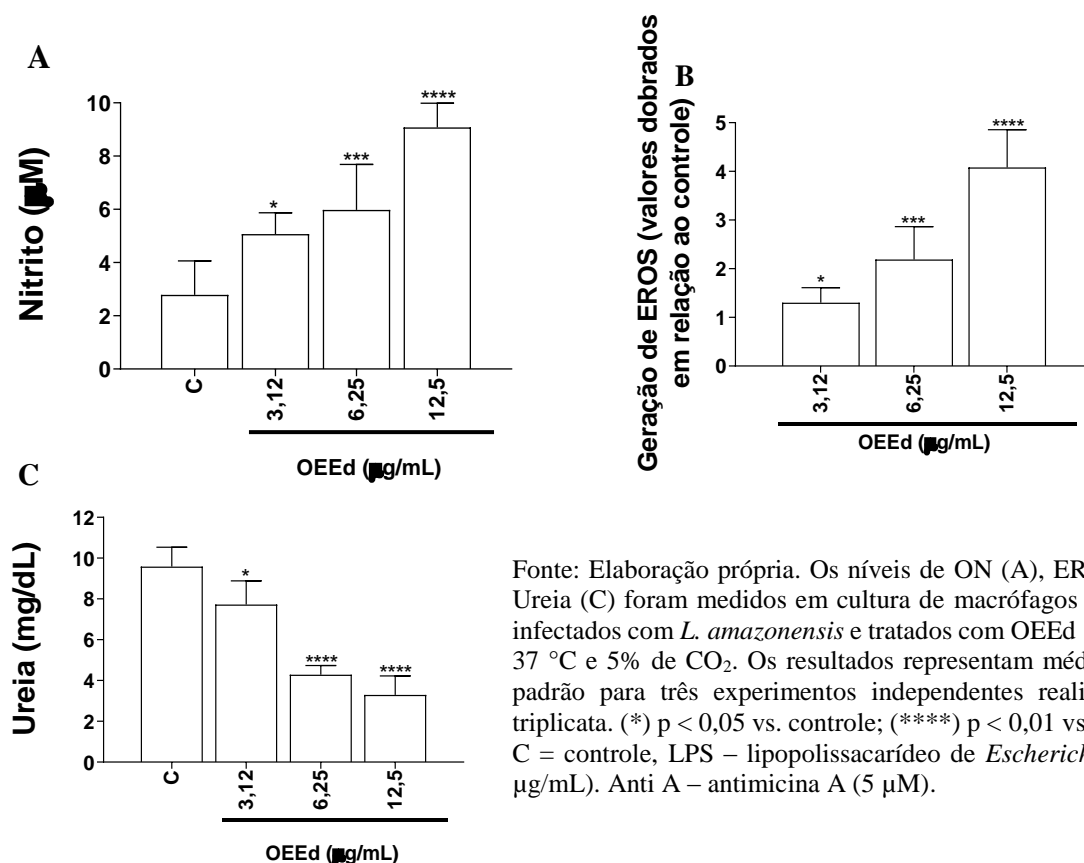 A
Nitrito (µM)
10
8
6
4
2
0
*
***
****
C
3,12
6,25
12,5
OEEd (µg/mL)
B
Geração de EROS (valores dobrados
em relação ao controle)
5
4
3
2
1
0
*
***
****
3,12
6,25
12,5
OEEd (µg/mL)
C
Ureia (mg/dL)
12
10
8
6
4
2
0
*
****
****
C
3,12
6,25
12,5
OEEd (µg/mL)
Fonte: Elaboração própria. Os níveis de ON (A),
Ureia (C) foram medidos em cultura de macrófagos
infectados com L. amazonensis e tratados com OEEd
37 °C e 5% de CO₂. Os resultados representam
padrão para três experimentos independentes
triplicata. (*) p < 0,05 vs. controle; (****) p < 0,01 vs
C = controle, LPS – lipopolissacarídeo de
µg/mL). Anti A – antimicina A (5 µM).